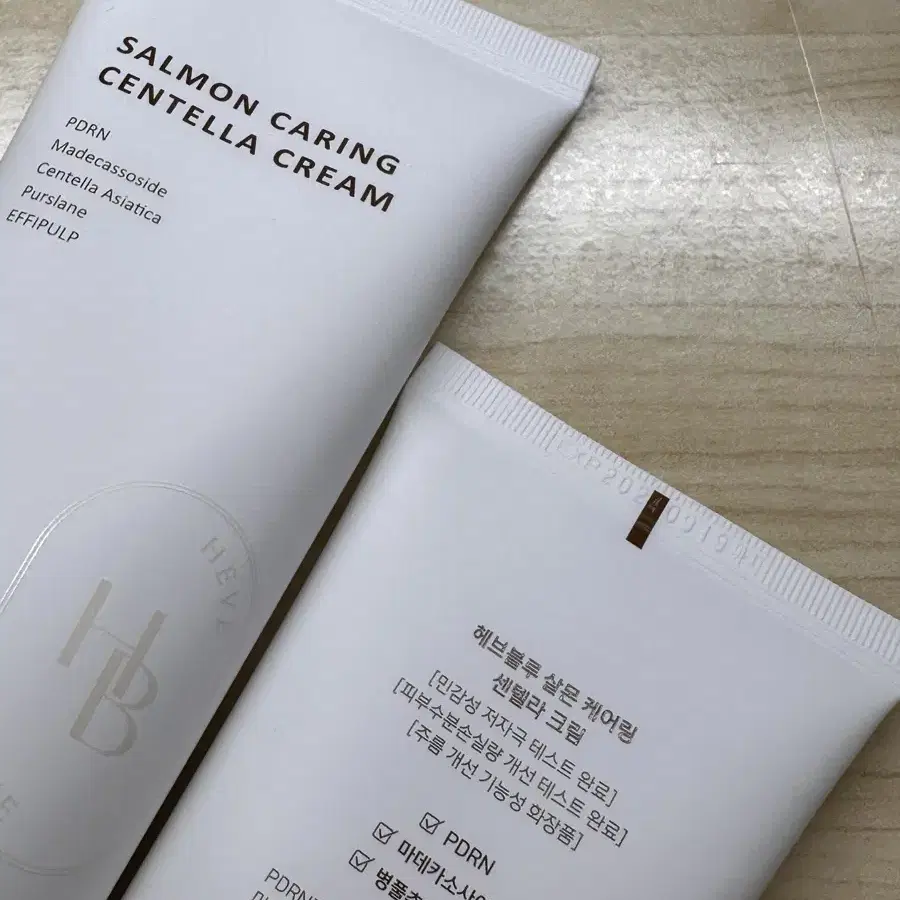 SALMON CARING
CENTELLA CREAM
PDRN
Madecassoside
Centella Asiatica
Purslane
EFFIPULP
HB
헤브블루 살몬 케어링
센텔라 크림
[민감성 저자극 테스트 완료]
[피부수분손실량 개선 테스트 완료]
[주름 개선 기능성 화장품]
PDRN